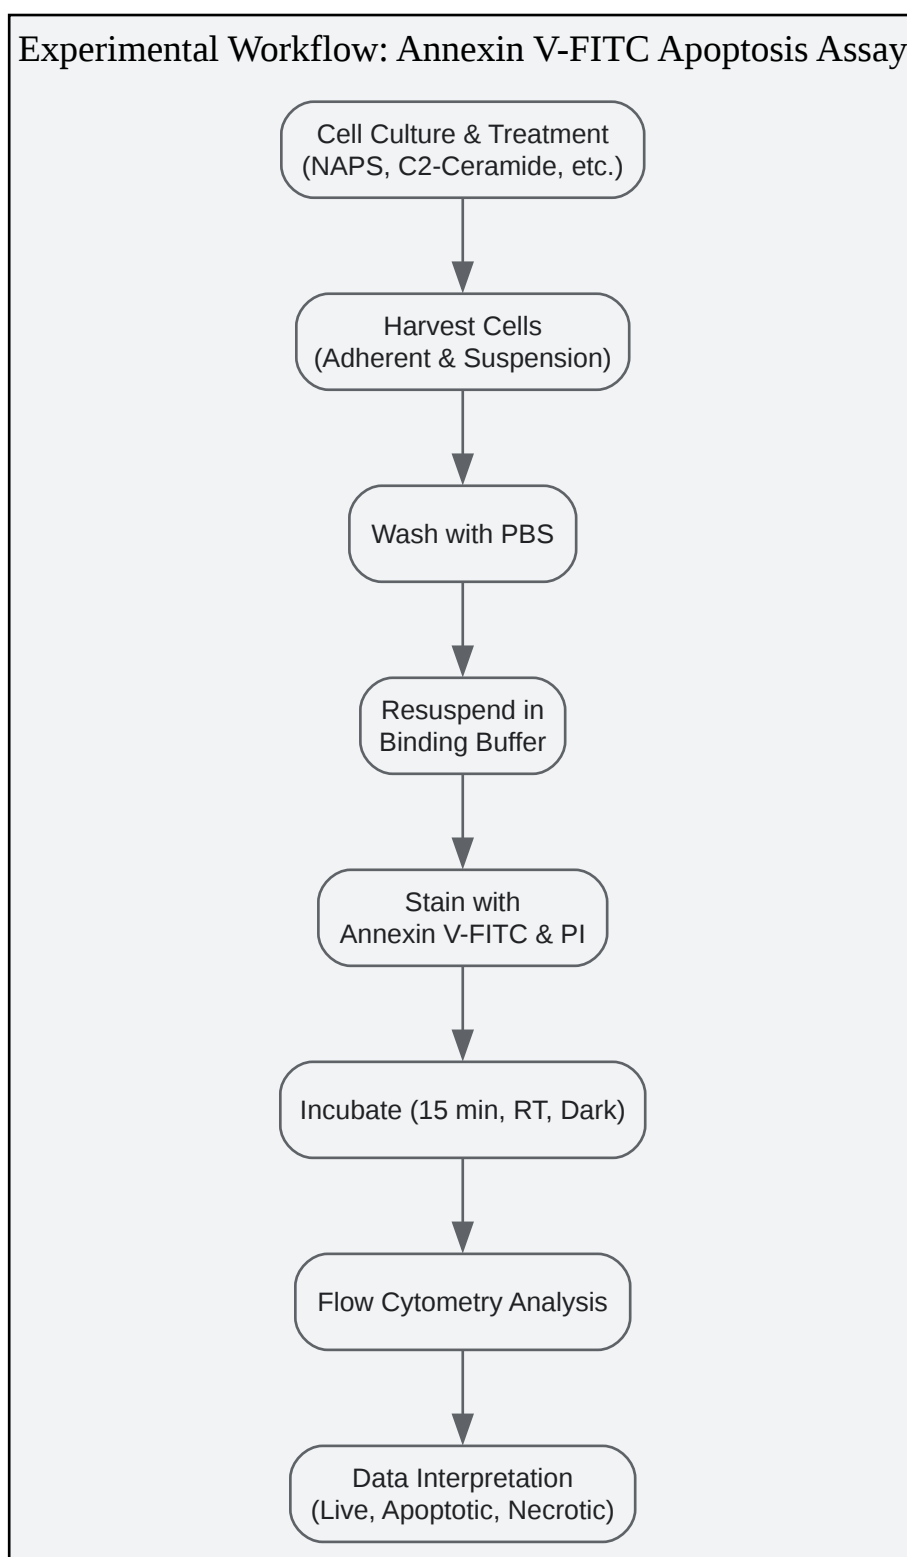 Experimental Workflow: Annexin V-FITC Apoptosis Assay
Cell Culture & Treatment
(NAPS, C2-Ceramide, etc.)
Harvest Cells
(Adherent & Suspension)
Wash with PBS
Resuspend in
Binding Buffer
Stain with
Annexin V-FITC & PI
Incubate (15 min, RT, Dark)
Flow Cytometry Analysis
Data Interpretation
(Live, Apoptotic, Necrotic)